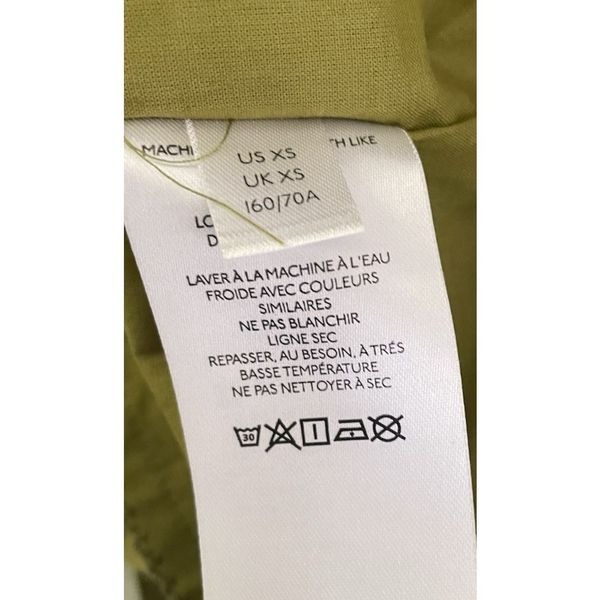 MACHI
TH LIKE
US XS
UK XS
160/70A
LO
D
LAVER À LA MACHINE À L'EAU
FROIDE AVEC COULEURS
SIMILAIRES
NE PAS BLANCHIR
LIGNE SEC
REPASSER, AU BESOIN, À TRÉS
BASSE TEMPÉRATURE
NE PAS NETTOYER À SEC
30